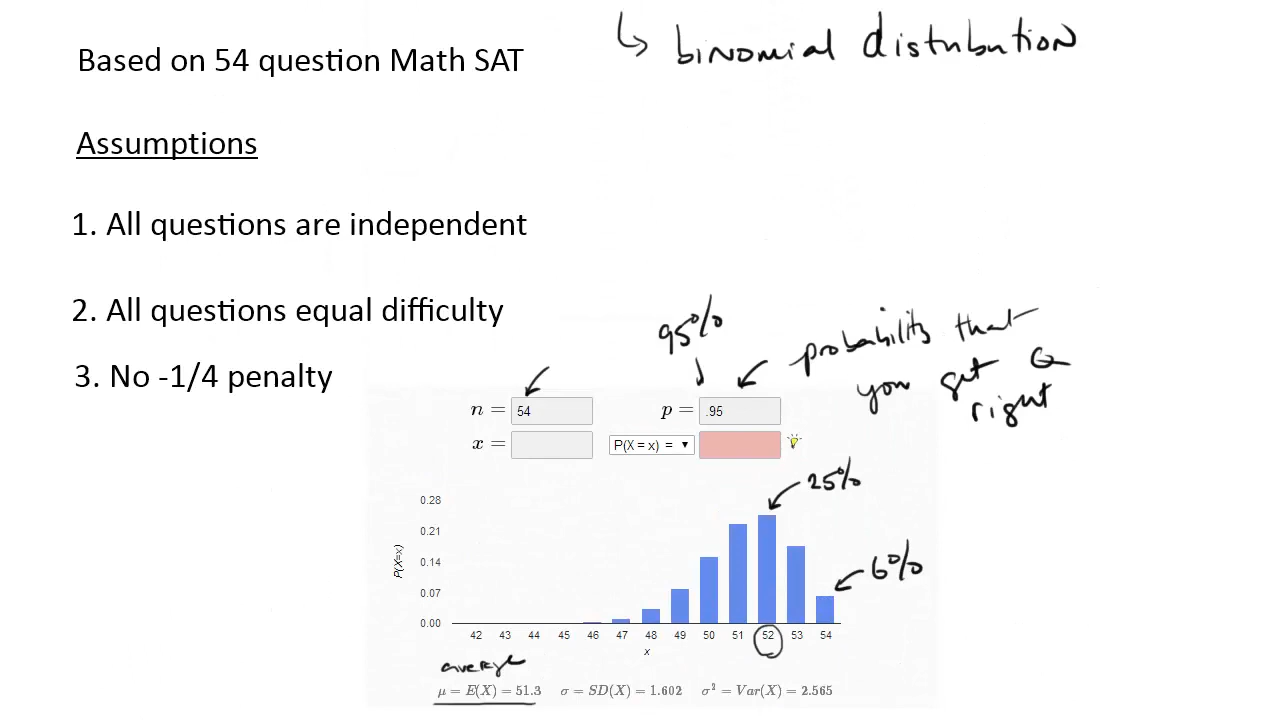 ↳ binomial distribution
Based on 54 question Math SAT
Assumptions
1. All questions are independent
2. All questions equal difficulty
3. No -1/4 penalty
95%
probability that
you get Q
right
n = 54
p = .95
x =
P(X = x) =
25%
6%
0.28
0.21
0.14
0.07
0.00
P(X=x)
42 43 44 45 46 47 48 49 50 51 52 53 54
x
average
μ = E(X) = 51.3 σ = SD(X) = 1.602 σ² = Var(X) = 2.565